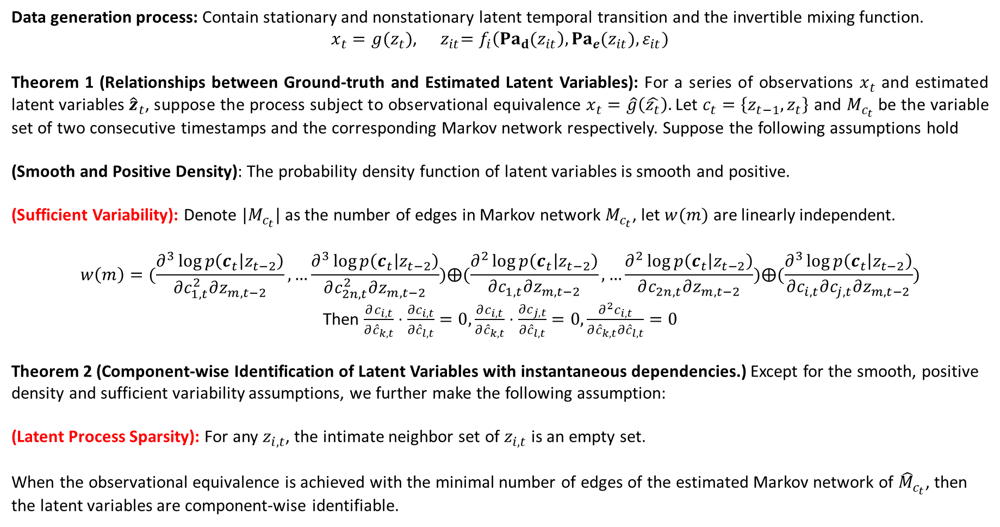 Data generation process: Contain stationary and nonstationary latent temporal transition and the invertible mixing function.
$x_t = g(z_t), \quad z_{it} = f_i(\mathbf{Pa_d}(z_{it}), \mathbf{Pa}_e(z_{it}), \varepsilon_{it})$
Theorem 1 (Relationships between Ground-truth and Estimated Latent Variables): For a series of observations $x_t$ and estimated
latent variables $\hat{\mathbf{z}}_t$, suppose the process subject to observational equivalence $x_t = \hat{g}(\hat{z_t})$. Let $c_t = \{z_{t-1}, z_t\}$ and $M_{c_t}$ be the variable
set of two consecutive timestamps and the corresponding Markov network respectively. Suppose the following assumptions hold
(Smooth and Positive Density): The probability density function of latent variables is smooth and positive.
(Sufficient Variability): Denote $|M_{c_t}|$ as the number of edges in Markov network $M_{c_t}$, let $w(m)$ are linearly independent.
$w(m) = (\frac{\partial^3 \log p(\boldsymbol{c}_t|z_{t-2})}{\partial c_{1,t}^2 \partial z_{m,t-2}}, \ldots \frac{\partial^3 \log p(\boldsymbol{c}_t|z_{t-2})}{\partial c_{2n,t}^2 \partial z_{m,t-2}}) \oplus (\frac{\partial^2 \log p(\boldsymbol{c}_t|z_{t-2})}{\partial c_{1,t} \partial z_{m,t-2}}, \ldots \frac{\partial^2 \log p(\boldsymbol{c}_t|z_{t-2})}{\partial c_{2n,t} \partial z_{m,t-2}}) \oplus (\frac{\partial^3 \log p(\boldsymbol{c}_t|z_{t-2})}{\partial c_{i,t} \partial c_{j,t} \partial z_{m,t-2}})$
Then $\frac{\partial c_{i,t}}{\partial \hat{c}_{k,t}} \cdot \frac{\partial c_{i,t}}{\partial \hat{c}_{l,t}} = 0, \frac{\partial c_{i,t}}{\partial \hat{c}_{k,t}} \cdot \frac{\partial c_{j,t}}{\partial \hat{c}_{l,t}} = 0, \frac{\partial^2 c_{i,t}}{\partial \hat{c}_{k,t} \partial \hat{c}_{l,t}} = 0$
Theorem 2 (Component-wise Identification of Latent Variables with instantaneous dependencies.) Except for the smooth, positive
density and sufficient variability assumptions, we further make the following assumption:
(Latent Process Sparsity): For any $z_{i,t}$, the intimate neighbor set of $z_{i,t}$ is an empty set.
When the observational equivalence is achieved with the minimal number of edges of the estimated Markov network of $\hat{M}_{c_t}$, then
the latent variables are component-wise identifiable.